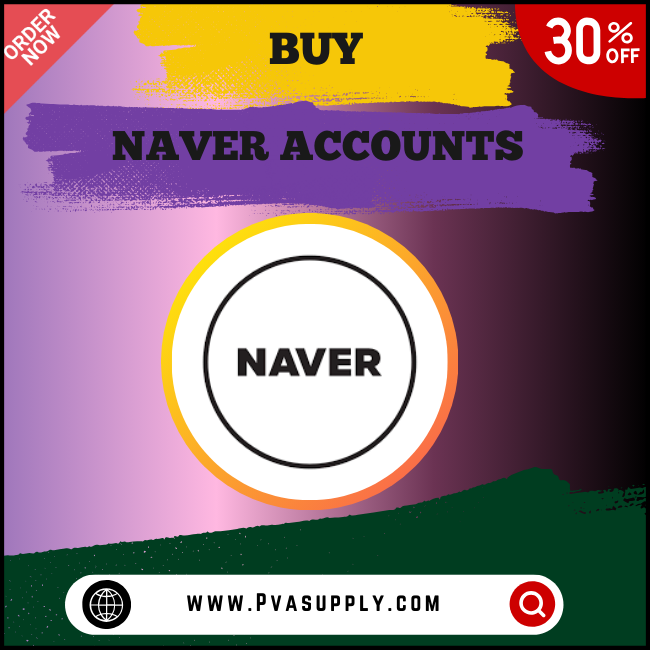 ORDER
NOW
BUY
30% OFF
NAVER ACCOUNTS
NAVER
www.Pvasupply.com